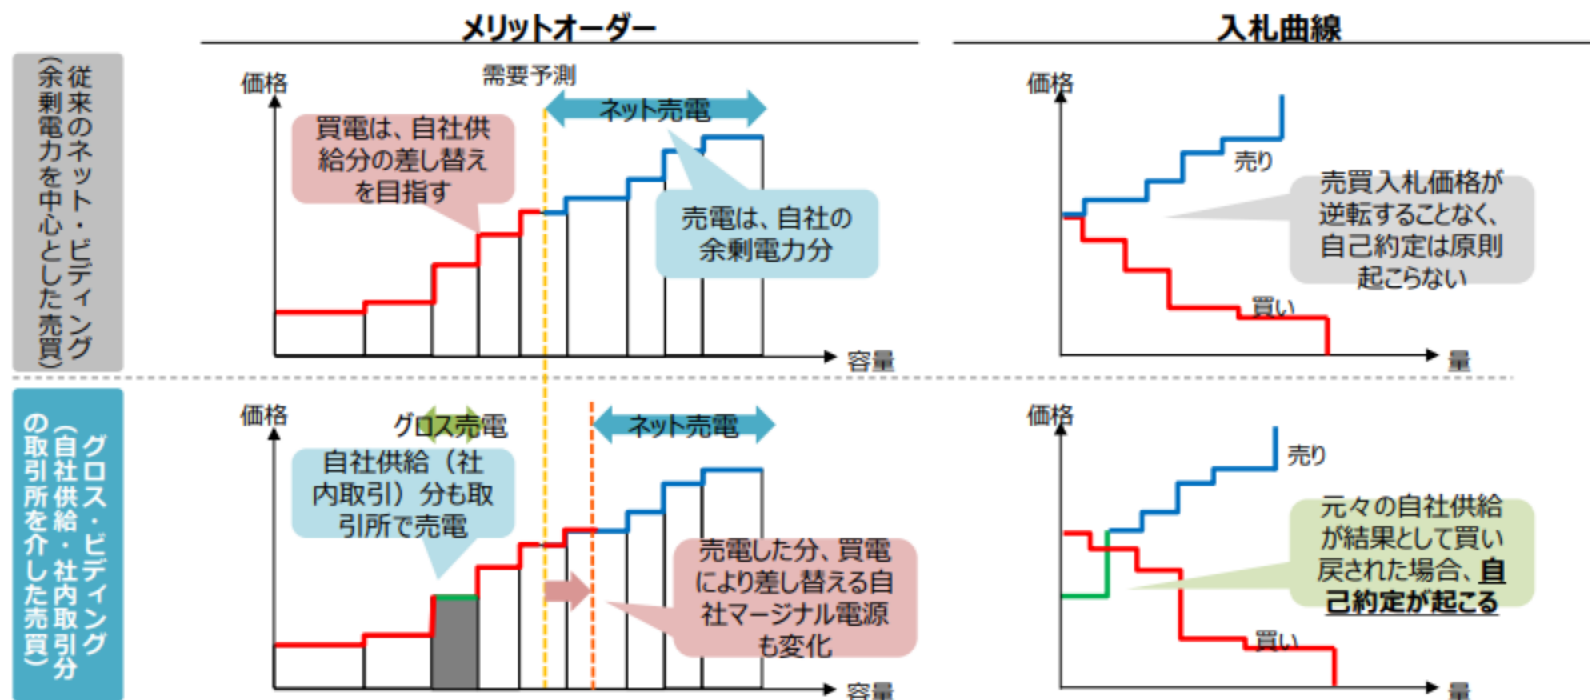 メリットオーダー
入札曲線
従来のネット・ビディング
(余剰電力を中心とした売買)
価格
需要予測
ネット売電
買電は、自社供
給分の差し替え
を目指す
売電は、自社の
余剰電力分
容量
価格
売り
売買入札価格が
逆転することなく、
自己約定は原則
起こらない
買い
量
グロス・ビディング
(自社供給・社内取引分
の取引所を介した売買)
価格
グロス売電
ネット売電
自社供給（社
内取引）分も取
引所で売電
売電した分、買電
により差し替える自
社マージナル電源
も変化
容量
価格
売り
元々の自社供給
が結果として買い
戻された場合、自
己約定が起こる
買い
量